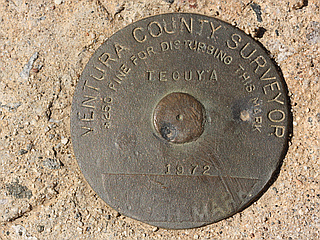 VENTURA COUNTY SURVEYOR
$250 FINE FOR DISTURBING THIS MARK
TECUYA
1972